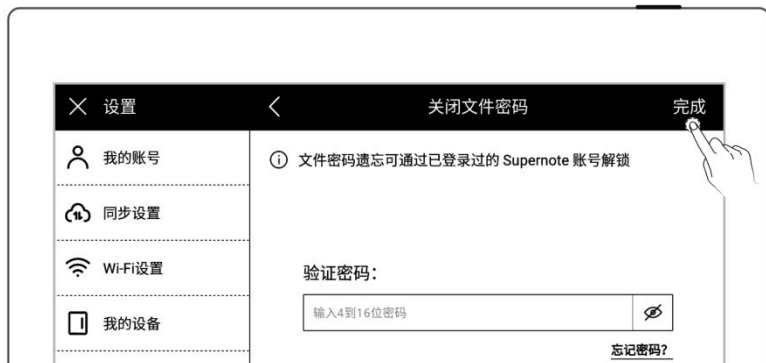 设置
关闭文件密码
完成
我的账号
同步设置
Wi-Fi设置
我的设备
文件密码遗忘可通过已登录过的 Supernote 账号解锁
验证密码：
输入4到16位密码
忘记密码?